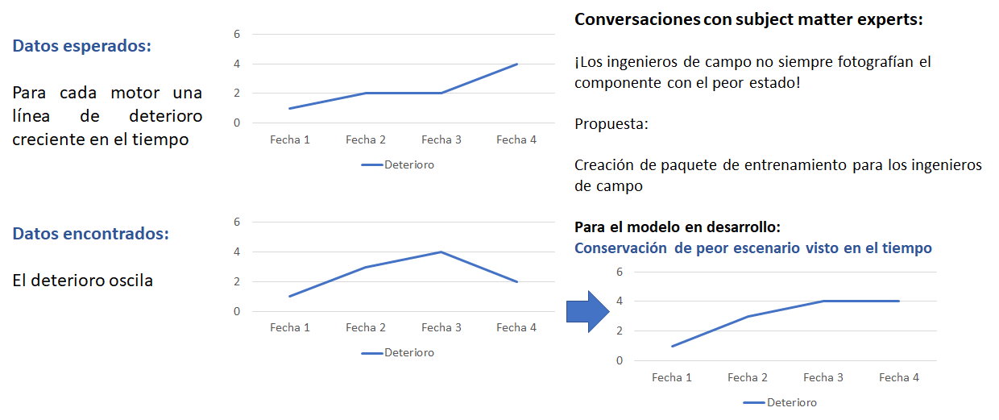 Datos esperados:
Para cada motor una
línea de deterioro
creciente en el tiempo
6
4
2
0
Fecha 1 Fecha 2 Fecha 3 Fecha 4
Deterioro
Datos encontrados:
El deterioro oscila
6
4
2
0
Fecha 1 Fecha 2 Fecha 3 Fecha 4
Deterioro
Conversaciones con subject matter experts:
¡Los ingenieros de campo no siempre fotografían el
componente con el peor estado!
Propuesta:
Creación de paquete de entrenamiento para los ingenieros
de campo
Para el modelo en desarrollo:
Conservación de peor escenario visto en el tiempo
6
4
2
0
Fecha 1 Fecha 2 Fecha 3 Fecha 4
Deterioro